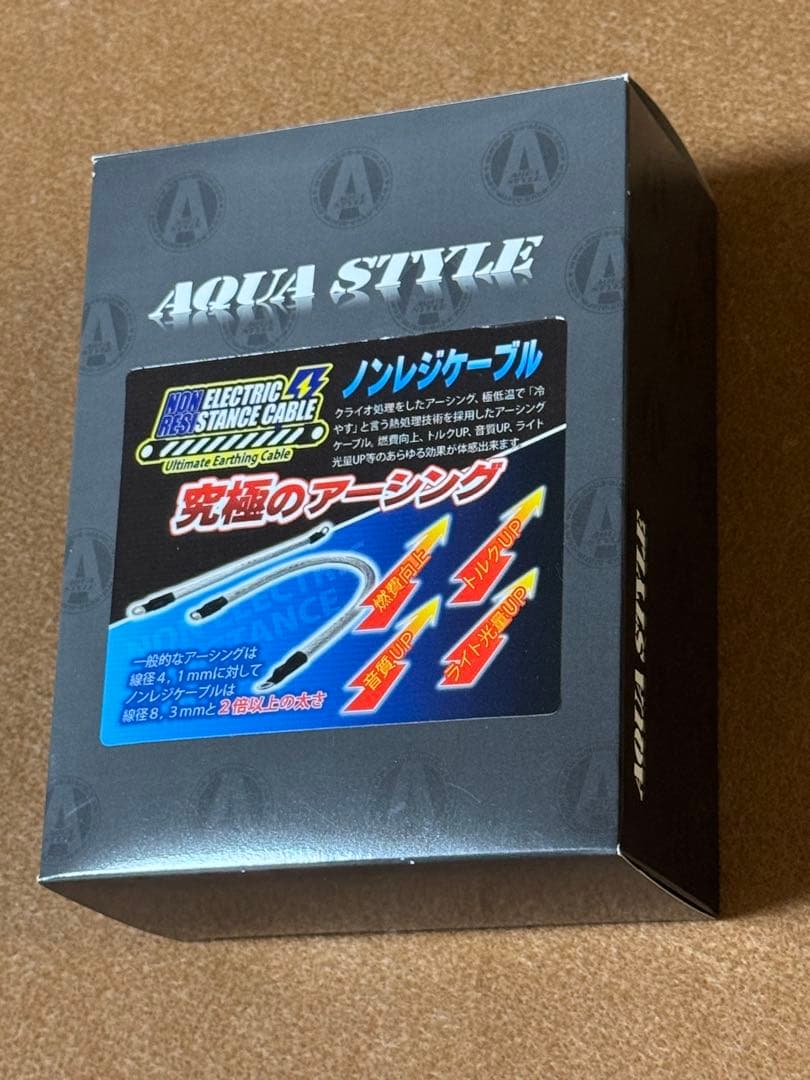 AQUA STYLE
NON ELECTRIC
RESISTANCE CABLE
Ultimate Earthing Cable
ノンレジケーブル
クライオ処理をしたアーシング、極低温で「冷
やす」と言う熱処理技術を採用したアーシング
ケーブル。燃費向上、トルクUP、音質UP、ライト
光量UP等のあらゆる効果が体感出来ます
究極のアーシング
燃費向上
トルクUP
音質UP
ライト光量UP
一般的なアーシングは
線径4,1mmに対して
ノンレジケーブルは
線径8,3mmと2倍以上の太さ
AQUA STYLE